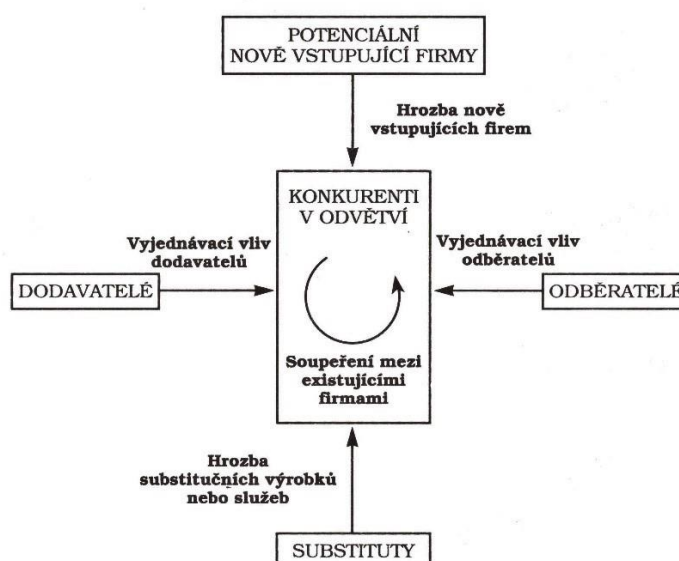 POTENCIÁLNÍ
NOVĚ VSTUPUJÍCÍ FIRMY
Hrozba nově
vstupujících firem
KONKURENTI
V ODVĚTVÍ
Vyjednávací vliv
dodavatelů
Vyjednávací vliv
odběratelů
DODAVATELÉ
ODBĚRATELÉ
Soupeření mezi
existujícími
firmami
Hrozba
substitučních výrobků
nebo služeb
SUBSTITUTY